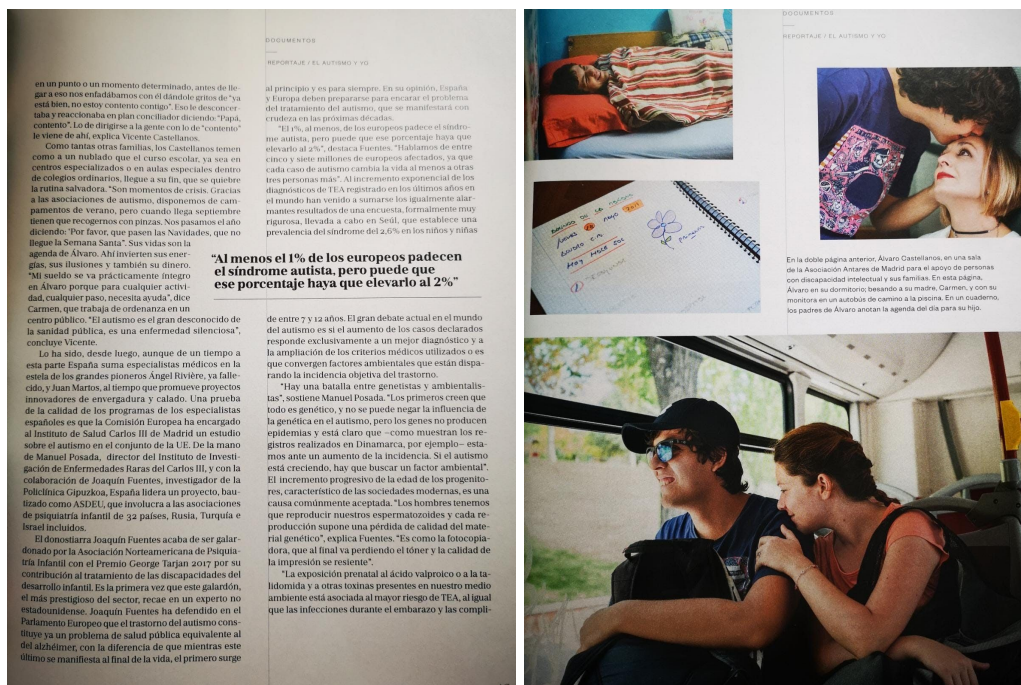 DOCUMENTOS
REPORTAJE / EL AUTISMO Y YO
en un punto o un momento determinado, antes de lle-
gar a eso nos enfadábamos con él dándole gritos de “ya
está bien, no estoy contento contigo”. Eso le desconcer-
taba y reaccionaba en plan conciliador diciendo: “Papá,
contento”. Lo de dirigirse a la gente con lo de “contento”
le viene de ahí, explica Vicente Castellanos.
Como tantas otras familias, los Castellanos temen
como a un nublado que el curso escolar, ya sea en
centros especializados o en aulas especiales dentro
de colegios ordinarios, llegue a su fin, que se quiebre
la rutina salvadora. “Son momentos de crisis. Gracias
a las asociaciones de autismo, disponemos de cam-
pamentos de verano, pero cuando llega septiembre
tienen que recogernos con pinzas. Nos pasamos el año
diciendo: ‘Por favor, que pasen las Navidades, que no
llegue la Semana Santa”. Sus vidas son la
agenda de Álvaro. Ahí invierten sus ener-
gías, sus ilusiones y también su dinero.
“Mi sueldo se va prácticamente íntegro
en Álvaro porque para cualquier activi-
dad, cualquier paso, necesita ayuda”, dice
Carmen, que trabaja de ordenanza en un
centro público. “El autismo es el gran desconocido de
la sanidad pública, es una enfermedad silenciosa”,
concluye Vicente.
Lo ha sido, desde luego, aunque de un tiempo a
esta parte España suma especialistas médicos en la
estela de los grandes pioneros Ángel Rivière, ya falle-
cido, y Juan Martos, al tiempo que promueve proyectos
innovadores de envergadura y calado. Una prueba
de la calidad de los programas de los especialistas
españoles es que la Comisión Europea ha encargado
al Instituto de Salud Carlos III de Madrid un estudio
sobre el autismo en el conjunto de la UE. De la mano
de Manuel Posada, director del Instituto de Investi-
gación de Enfermedades Raras del Carlos III, y con la
colaboración de Joaquín Fuentes, investigador de la
Policlínica Gipuzkoa, España lidera un proyecto, bau-
tizado como ASDEU, que involucra a las asociaciones
de psiquiatría infantil de 32 países, Rusia, Turquía e
Israel incluidos.
El donostiarra Joaquín Fuentes acaba de ser galar-
donado por la Asociación Norteamericana de Psiquia-
tría Infantil con el Premio George Tarjan 2017 por su
contribución al tratamiento de las discapacidades del
desarrollo infantil. Es la primera vez que este galardón,
el más prestigioso del sector, recae en un experto no
estadounidense. Joaquín Fuentes ha defendido en el
Parlamento Europeo que el trastorno del autismo cons-
tituye ya un problema de salud pública equivalente al
del alzhéimer, con la diferencia de que mientras este
último se manifiesta al final de la vida, el primero surge
al principio y es para siempre. En su opinión, España
y Europa deben prepararse para encarar el problema
del tratamiento del autismo, que se manifestará con
crudeza en las próximas décadas.
“El 1%, al menos, de los europeos padece el síndro-
me autista, pero puede que ese porcentaje haya que
elevarlo al 2%”, destaca Fuentes. “Hablamos de entre
cinco y siete millones de europeos afectados, ya que
cada caso de autismo cambia la vida al menos a otras
tres personas más”. Al incremento exponencial de los
diagnósticos de TEA registrado en los últimos años en
el mundo han venido a sumarse los igualmente alar-
mantes resultados de una encuesta, formalmente muy
rigurosa, llevada a cabo en Seúl, que establece una
prevalencia del síndrome del 2,6% en los niños y niñas
“Al menos el 1% de los europeos padecen
el síndrome autista, pero puede que
ese porcentaje haya que elevarlo al 2%”
de entre 7 y 12 años. El gran debate actual en el mundo
del autismo es si el aumento de los casos declarados
responde exclusivamente a un mejor diagnóstico y a
la ampliación de los criterios médicos utilizados o es
que convergen factores ambientales que están dispa-
rando la incidencia objetiva del trastorno.
“Hay una batalla entre genetistas y ambientalis-
tas”, sostiene Manuel Posada. “Los primeros creen que
todo es genético, y no se puede negar la influencia de
la genética en el autismo, pero los genes no producen
epidemias y está claro que –como muestran los re-
gistros realizados en Dinamarca, por ejemplo– esta-
mos ante un aumento de la incidencia. Si el autismo
está creciendo, hay que buscar un factor ambiental”.
El incremento progresivo de la edad de los progenito-
res, característico de las sociedades modernas, es una
causa comúnmente aceptada. “Los hombres tenemos
que reproducir nuestros espermatozoides y cada re-
producción supone una pérdida de calidad del mate-
rial genético”, explica Fuentes. “Es como la fotocopia-
dora, que al final va perdiendo el tóner y la calidad de
la impresión se resiente”.
“La exposición prenatal al ácido valproico o a la ta-
lidomida y a otras toxinas presentes en nuestro medio
ambiente está asociada al mayor riesgo de TEA, al igual
que las infecciones durante el embarazo y las compli-
DOCUMENTOS
REPORTAJE / EL AUTISMO Y YO
MAYO 2017
HOY HACE SOL
En la doble página anterior, Álvaro Castellanos, en una sala
de la Asociación Antares de Madrid para el apoyo de personas
con discapacidad intelectual y sus familias. En esta página,
Álvaro en su dormitorio; besando a su madre, Carmen, y con su
monitora en un autobús de camino a la piscina. En un cuaderno,
los padres de Álvaro anotan la agenda del día para su hijo.